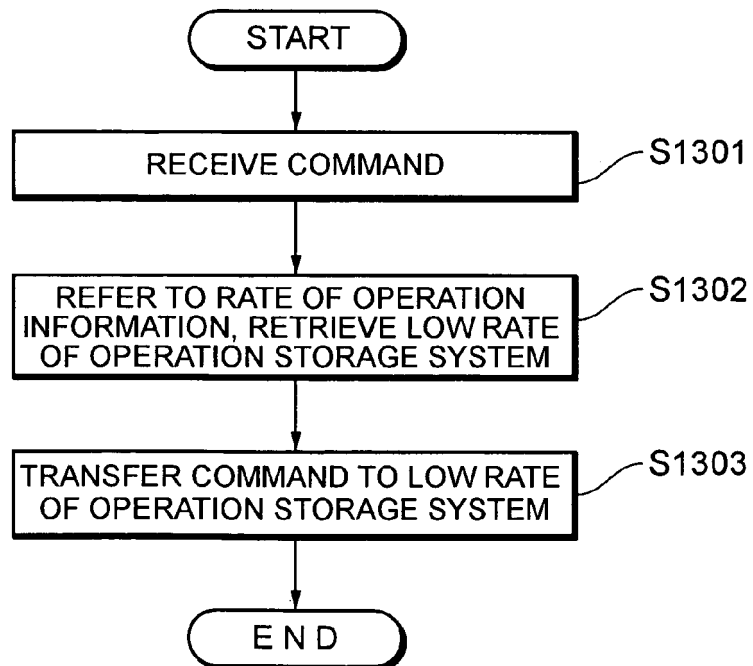 START
RECEIVE COMMAND
S1301
REFER TO RATE OF OPERATION
INFORMATION, RETRIEVE LOW RATE
OF OPERATION STORAGE SYSTEM
S1302
TRANSFER COMMAND TO LOW RATE
OF OPERATION STORAGE SYSTEM
S1303
END